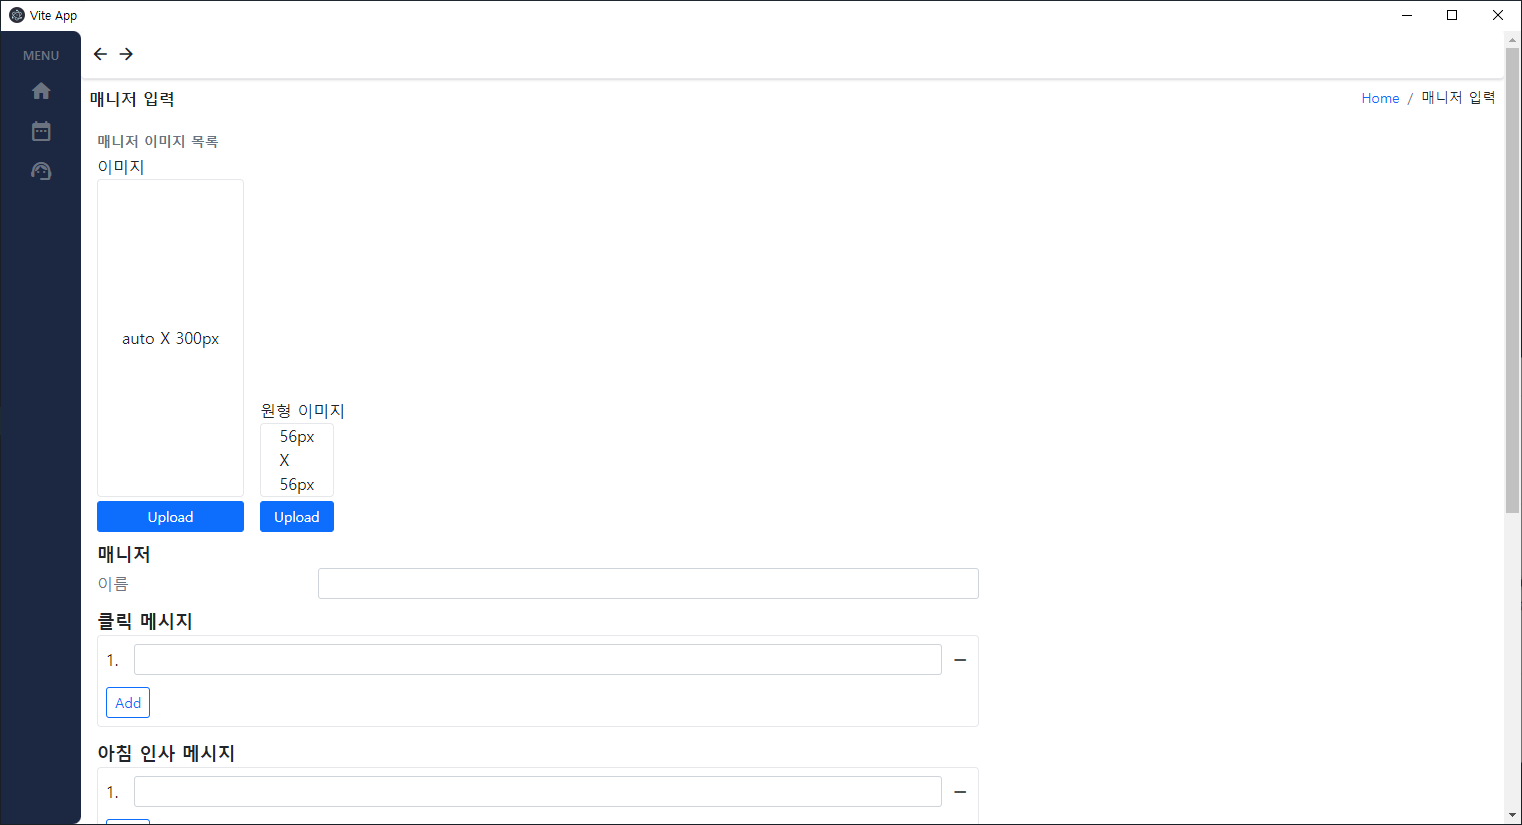 Vite App
MENU
매니저 입력
Home / 매니저 입력
매니저 이미지 목록
이미지
auto X 300px
원형 이미지
56px
X
56px
Upload
Upload
매니저
이름
클릭 메시지
1.
Add
아침 인사 메시지
1.